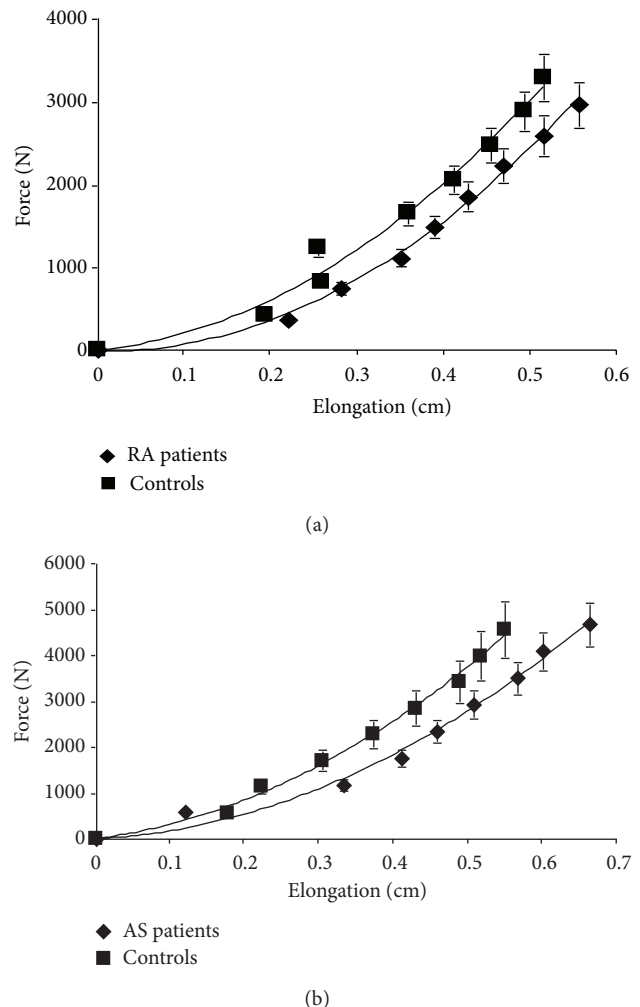 4000
3000
2000
1000
0
Force (N)
0 0.1 0.2 0.3 0.4 0.5 0.6
Elongation (cm)
RA patients
Controls
(a)
6000
5000
4000
3000
2000
1000
0
Force (N)
0 0.1 0.2 0.3 0.4 0.5 0.6 0.7
Elongation (cm)
AS patients
Controls
(b)